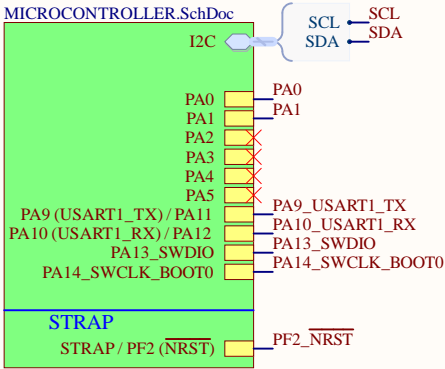 MICROCONTROLLER.SchDoc
I2C
SCL SCL
SDA SDA
PA0 PA0
PA1 PA1
PA2
PA3
PA4
PA5
PA9 (USART1_TX) / PA11 PA9_USART1_TX
PA10 (USART1_RX) / PA12 PA10_USART1_RX
PA13_SWDIO PA13_SWDIO
PA14_SWCLK_BOOT0 PA14_SWCLK_BOOT0
STRAP
STRAP / PF2 (NRST) PF2_NRST